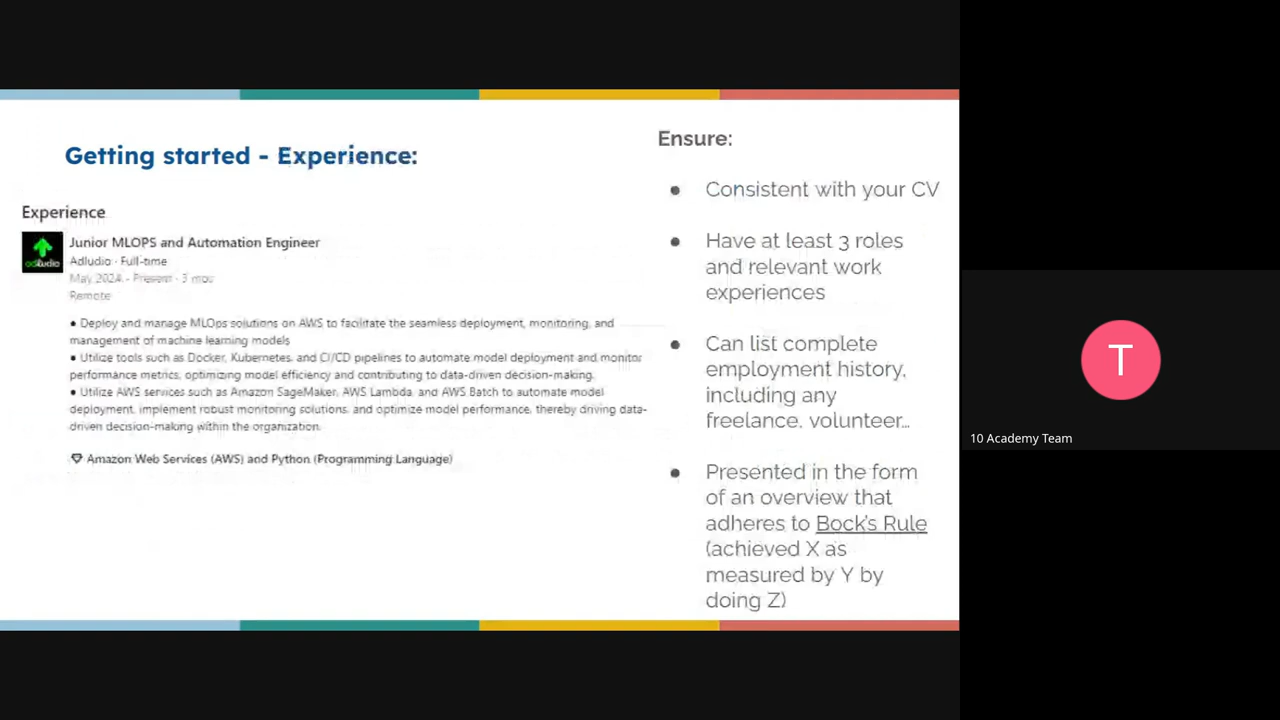 Getting started - Experience:
Experience
Junior MLOPS and Automation Engineer
Adludio · Full-time
May 2024 - Present · 3 mos
Remote
● Deploy and manage MLOps solutions on AWS to facilitate the seamless deployment, monitoring, and
management of machine learning models
● Utilize tools such as Docker, Kubernetes, and CI/CD pipelines to automate model deployment and monitor
performance metrics, optimizing model efficiency and contributing to data-driven decision-making.
● Utilize AWS services such as Amazon SageMaker, AWS Lambda, and AWS Batch to automate model
deployment, implement robust monitoring solutions, and optimize model performance, thereby driving data-
driven decision-making within the organization.
Amazon Web Services (AWS) and Python (Programming Language)
Ensure:
● Consistent with your CV
● Have at least 3 roles
and relevant work
experiences
● Can list complete
employment history,
including any
freelance, volunteer...
● Presented in the form
of an overview that
adheres to Bock's Rule
(achieved X as
measured by Y by
doing Z)
T
10 Academy Team